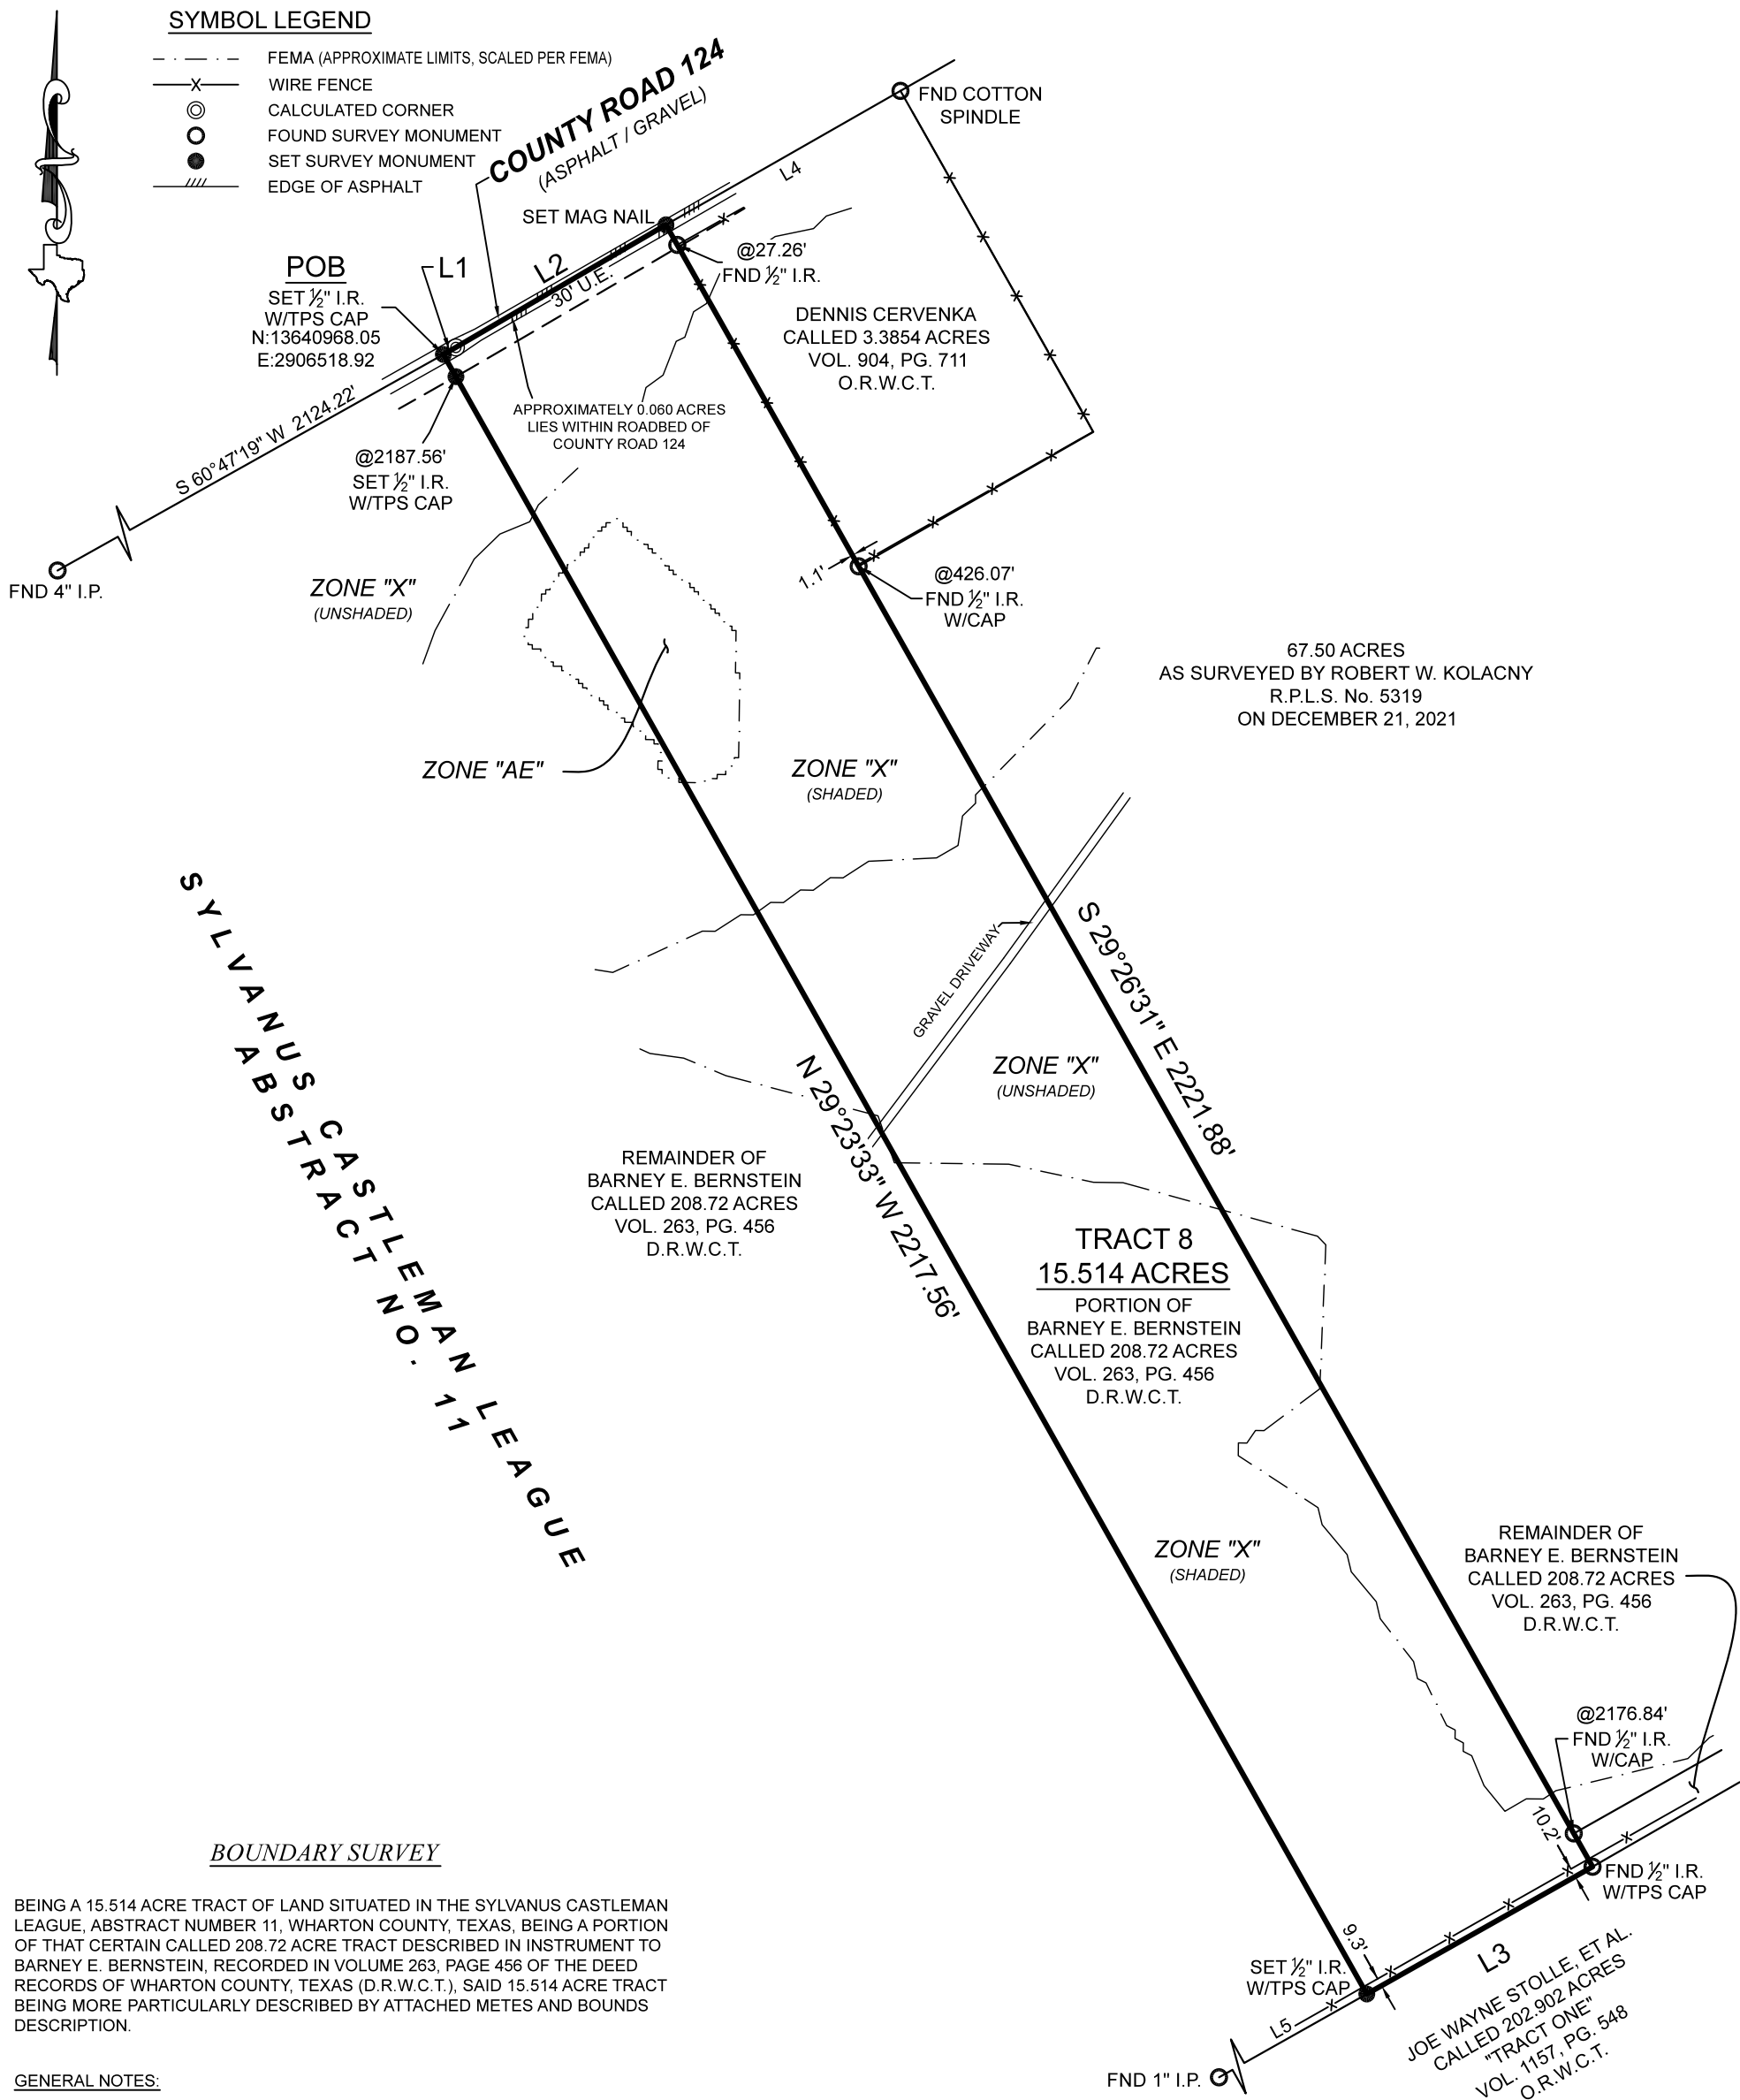 SYMBOL LEGEND
FEMA (APPROXIMATE LIMITS, SCALED PER FEMA)
WIRE FENCE
CALCULATED CORNER
FOUND SURVEY MONUMENT
SET SURVEY MONUMENT
EDGE OF ASPHALT
COUNTY ROAD 124
(ASPHALT / GRAVEL)
FND COTTON
SPINDLE
L4
SET MAG NAIL
@27.26'
FND ½" I.R.
POB
SET ½" I.R.
W/TPS CAP
N:13640968.05
E:2906518.92
L1
L2
30' U.E.
DENNIS CERVENKA
CALLED 3.3854 ACRES
VOL. 904, PG. 711
O.R.W.C.T.
APPROXIMATELY 0.060 ACRES
LIES WITHIN ROADBED OF
COUNTY ROAD 124
S 60°47'19" W 2124.22'
@2187.56'
SET ½" I.R.
W/TPS CAP
FND 4" I.P.
ZONE "X"
(UNSHADED)
1.1'
@426.07'
FND ½" I.R.
W/CAP
67.50 ACRES
AS SURVEYED BY ROBERT W. KOLACNY
R.P.L.S. No. 5319
ON DECEMBER 21, 2021
ZONE "AE"
ZONE "X"
(SHADED)
SYLVANUS CASTLEMAN LEAGUE
ABSTRACT NO. 11
GRAVEL DRIVEWAY
S 29°26'31" E 2221.88'
ZONE "X"
(UNSHADED)
N 29°23'33" W 2217.56'
REMAINDER OF
BARNEY E. BERNSTEIN
CALLED 208.72 ACRES
VOL. 263, PG. 456
D.R.W.C.T.
TRACT 8
15.514 ACRES
PORTION OF
BARNEY E. BERNSTEIN
CALLED 208.72 ACRES
VOL. 263, PG. 456
D.R.W.C.T.
ZONE "X"
(SHADED)
REMAINDER OF
BARNEY E. BERNSTEIN
CALLED 208.72 ACRES
VOL. 263, PG. 456
D.R.W.C.T.
@2176.84'
FND ½" I.R.
W/CAP
10.2'
FND ½" I.R.
W/TPS CAP
9.3'
SET ½" I.R.
W/TPS CAP
L3
L5
FND 1" I.P.
JOE WAYNE STOLLE, ET AL.
CALLED 202.902 ACRES
"TRACT ONE"
VOL. 1157, PG. 548
O.R.W.C.T.
BOUNDARY SURVEY
BEING A 15.514 ACRE TRACT OF LAND SITUATED IN THE SYLVANUS CASTLEMAN
LEAGUE, ABSTRACT NUMBER 11, WHARTON COUNTY, TEXAS, BEING A PORTION
OF THAT CERTAIN CALLED 208.72 ACRE TRACT DESCRIBED IN INSTRUMENT TO
BARNEY E. BERNSTEIN, RECORDED IN VOLUME 263, PAGE 456 OF THE DEED
RECORDS OF WHARTON COUNTY, TEXAS (D.R.W.C.T.), SAID 15.514 ACRE TRACT
BEING MORE PARTICULARLY DESCRIBED BY ATTACHED METES AND BOUNDS
DESCRIPTION.
GENERAL NOTES: